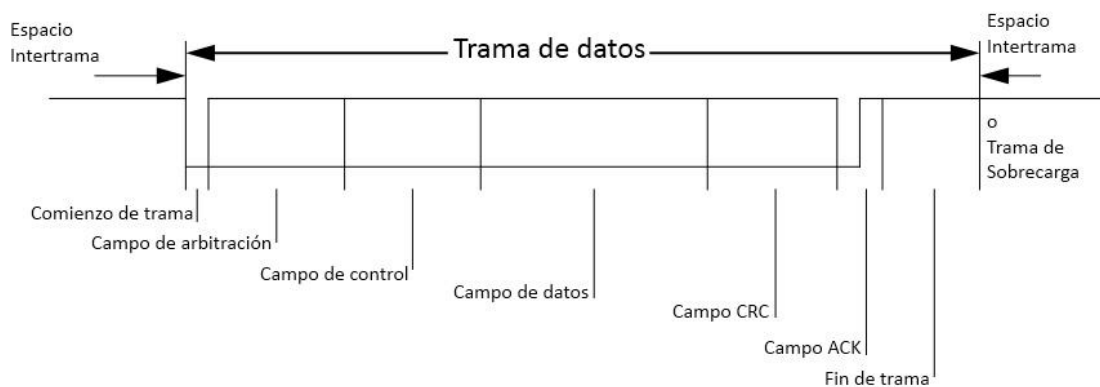 Espacio
Intertrama
Trama de datos
Espacio
Intertrama
o
Trama de
Sobrecarga
Comienzo de trama
Campo de arbitración
Campo de control
Campo de datos
Campo CRC
Campo ACK
Fin de trama